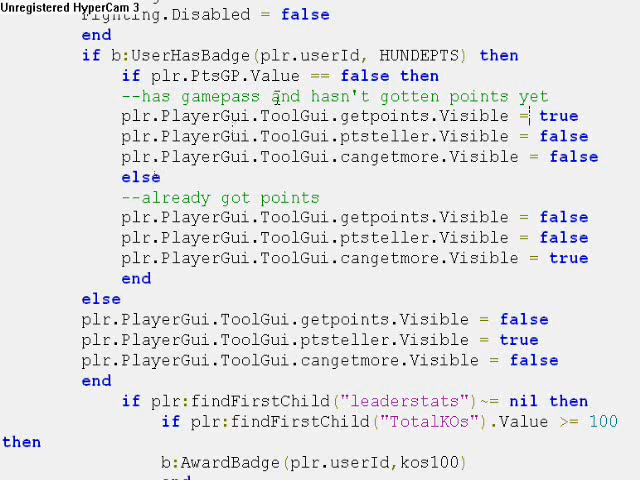 Unregistered HyperCam 3
Fighting.Disabled = false
end
if b:UserHasBadge(plr.userId, HUNDEPTS) then
if plr.PtsGP.Value == false then
--has gamepass and hasn't gotten points yet
plr.PlayerGui.ToolGui.getpoints.Visible = true
plr.PlayerGui.ToolGui.ptsteller.Visible = false
plr.PlayerGui.ToolGui.cangetmore.Visible = false
else
--already got points
plr.PlayerGui.ToolGui.getpoints.Visible = false
plr.PlayerGui.ToolGui.ptsteller.Visible = false
plr.PlayerGui.ToolGui.cangetmore.Visible = true
end
else
plr.PlayerGui.ToolGui.getpoints.Visible = false
plr.PlayerGui.ToolGui.ptsteller.Visible = true
plr.PlayerGui.ToolGui.cangetmore.Visible = false
end
if plr:findFirstChild("leaderstats")~= nil then
if plr:findFirstChild("TotalKOs").Value >= 100
then
b:AwardBadge(plr.userId,kos100)
end